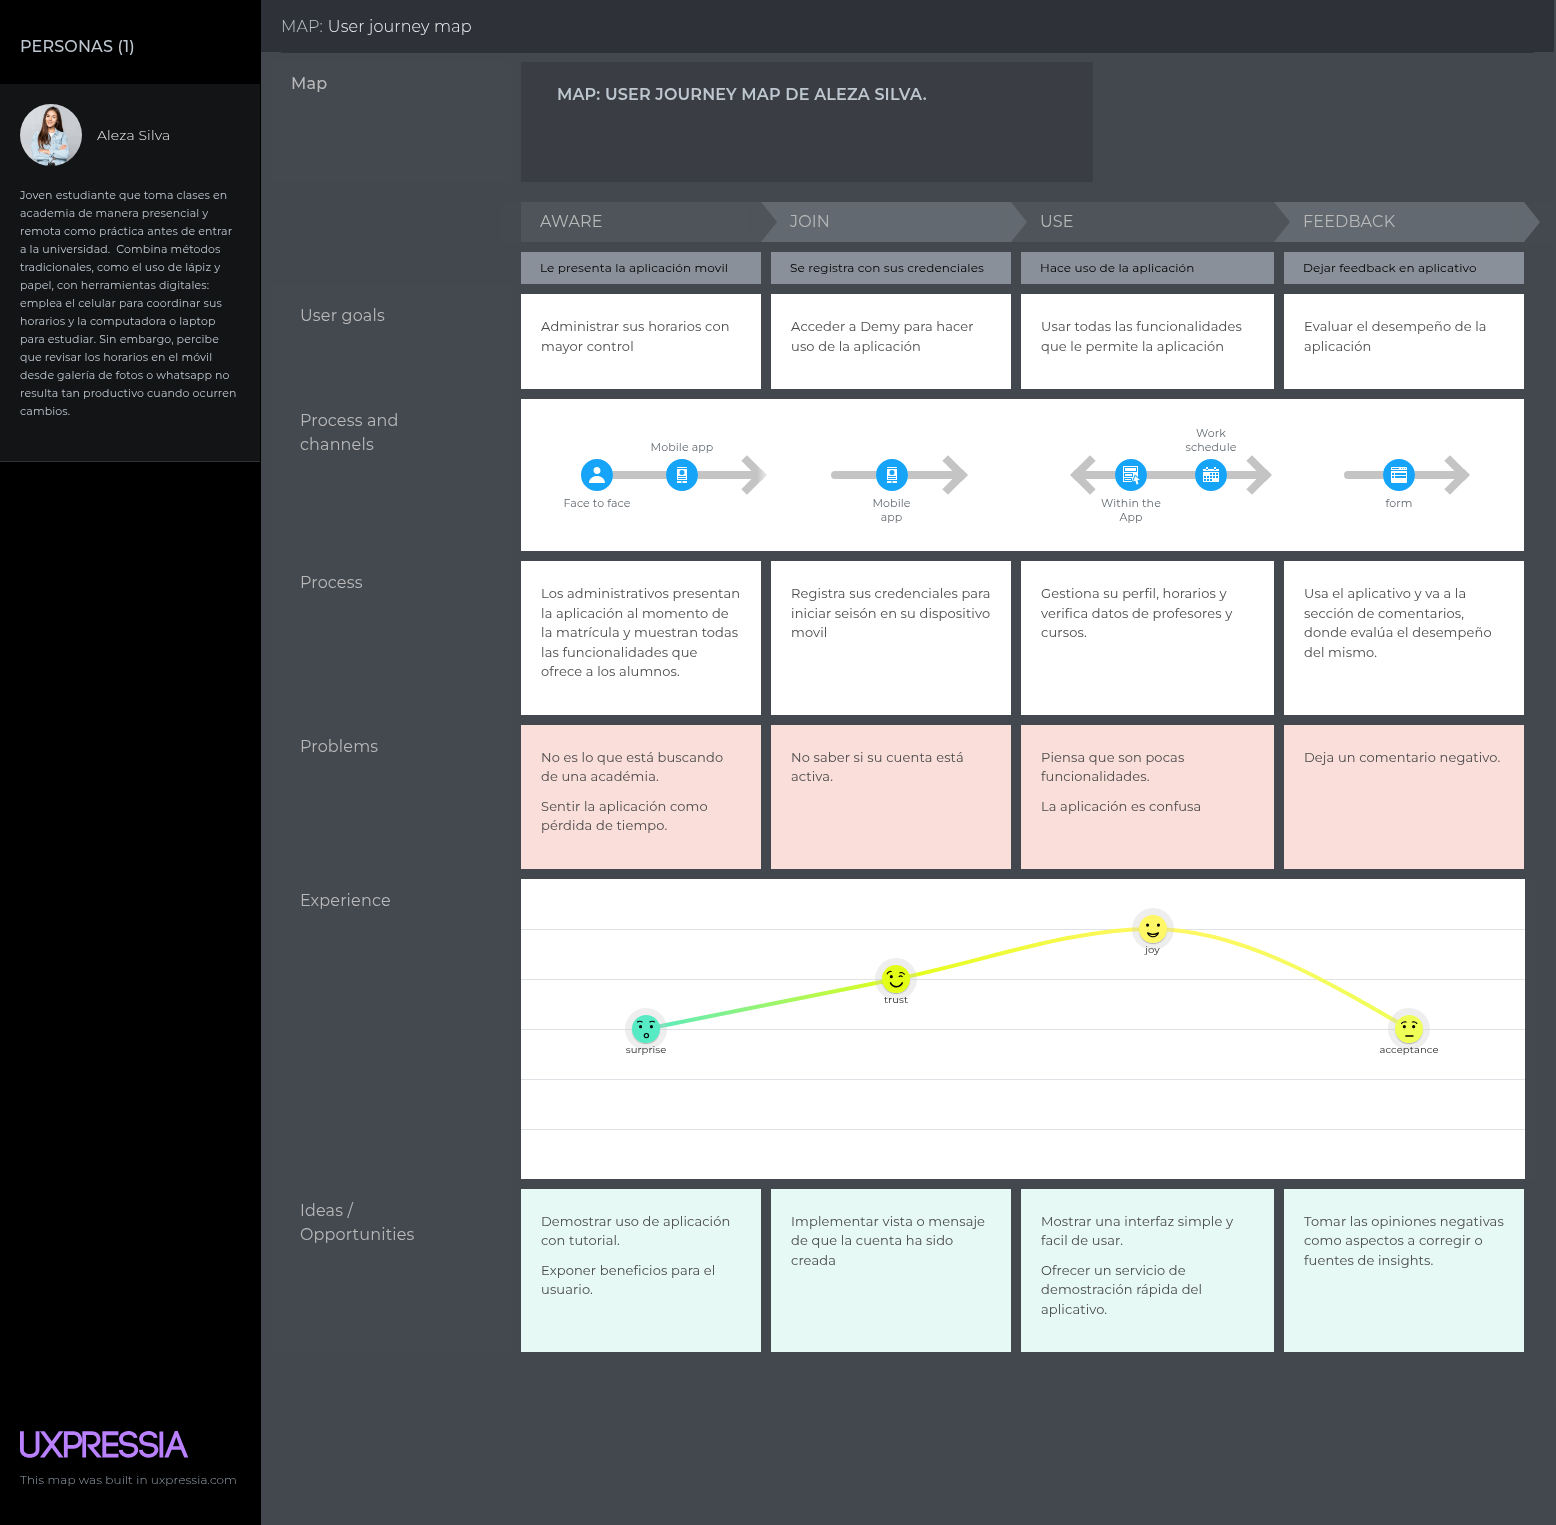 PERSONAS (1)
Aleza Silva
Joven estudiante que toma clases en
academia de manera presencial y
remota como práctica antes de entrar
a la universidad.  Combina métodos
tradicionales, como el uso de lápiz y
papel, con herramientas digitales:
emplea el celular para coordinar sus
horarios y la computadora o laptop
para estudiar. Sin embargo, percibe
que revisar los horarios en el móvil
desde galería de fotos o whatsapp no
resulta tan productivo cuando ocurren
cambios.
UXPRESSIA
This map was built in uxpressia.com
MAP: User journey map
Map
MAP: USER JOURNEY MAP DE ALEZA SILVA.
AWARE
JOIN
USE
FEEDBACK
Le presenta la aplicación movil
Se registra con sus credenciales
Hace uso de la aplicación
Dejar feedback en aplicativo
User goals
Administrar sus horarios con
mayor control
Acceder a Demy para hacer
uso de la aplicación
Usar todas las funcionalidades
que le permite la aplicación
Evaluar el desempeño de la
aplicación
Process and
channels
Face to face
Mobile app
Mobile
app
Within the
App
Work
schedule
form
Process
Los administrativos presentan
la aplicación al momento de
la matrícula y muestran todas
las funcionalidades que
ofrece a los alumnos.
Registra sus credenciales para
iniciar seisón en su dispositivo
movil
Gestiona su perfil, horarios y
verifica datos de profesores y
cursos.
Usa el aplicativo y va a la
sección de comentarios,
donde evalúa el desempeño
del mismo.
Problems
No es lo que está buscando
de una académia.
Sentir la aplicación como
pérdida de tiempo.
No saber si su cuenta está
activa.
Piensa que son pocas
funcionalidades.
La aplicación es confusa
Deja un comentario negativo.
Experience
surprise
trust
joy
acceptance
Ideas /
Opportunities
Demostrar uso de aplicación
con tutorial.
Exponer beneficios para el
usuario.
Implementar vista o mensaje
de que la cuenta ha sido
creada
Mostrar una interfaz simple y
facil de usar.
Ofrecer un servicio de
demostración rápida del
aplicativo.
Tomar las opiniones negativas
como aspectos a corregir o
fuentes de insights.